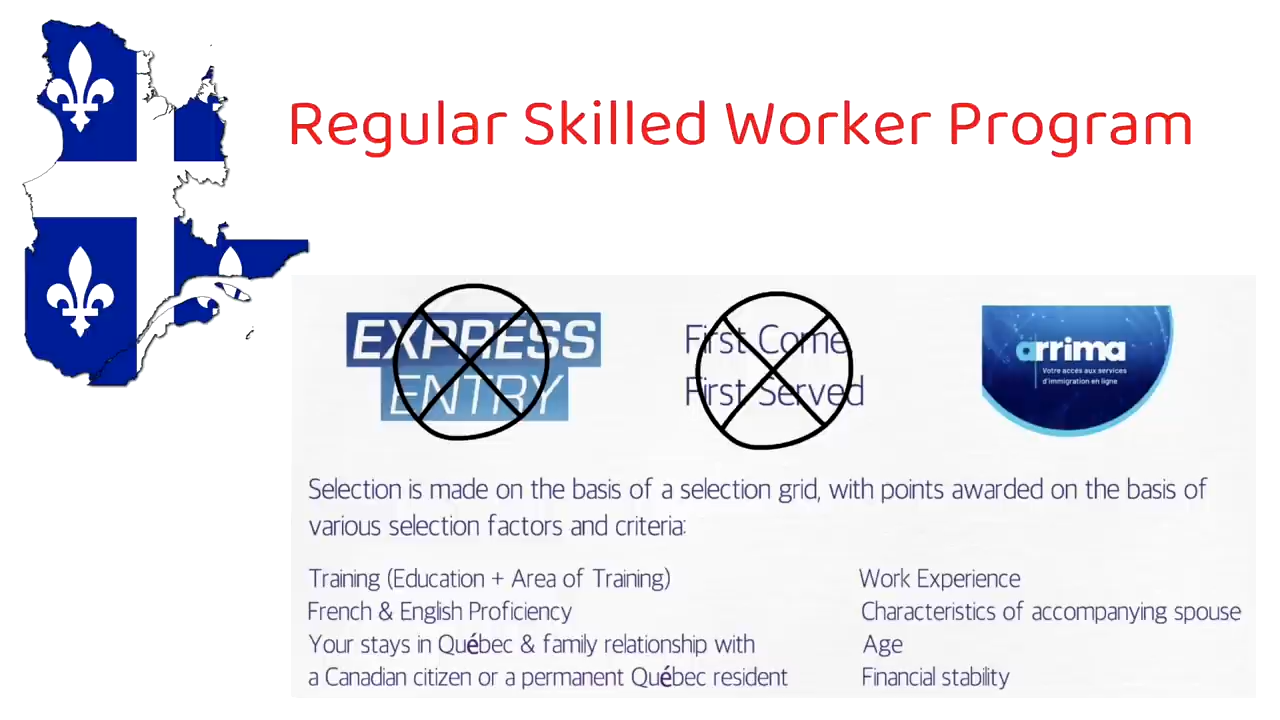 Regular Skilled Worker Program
EXPRESS
ENTRY
First Come
First Served
arrima
Votre accès aux services
d'immigration en ligne
Selection is made on the basis of a selection grid, with points awarded on the basis of
various selection factors and criteria:
Training (Education + Area of Training)
French & English Proficiency
Your stays in Québec & family relationship with
a Canadian citizen or a permanent Québec resident
Work Experience
Characteristics of accompanying spouse
Age
Financial stability